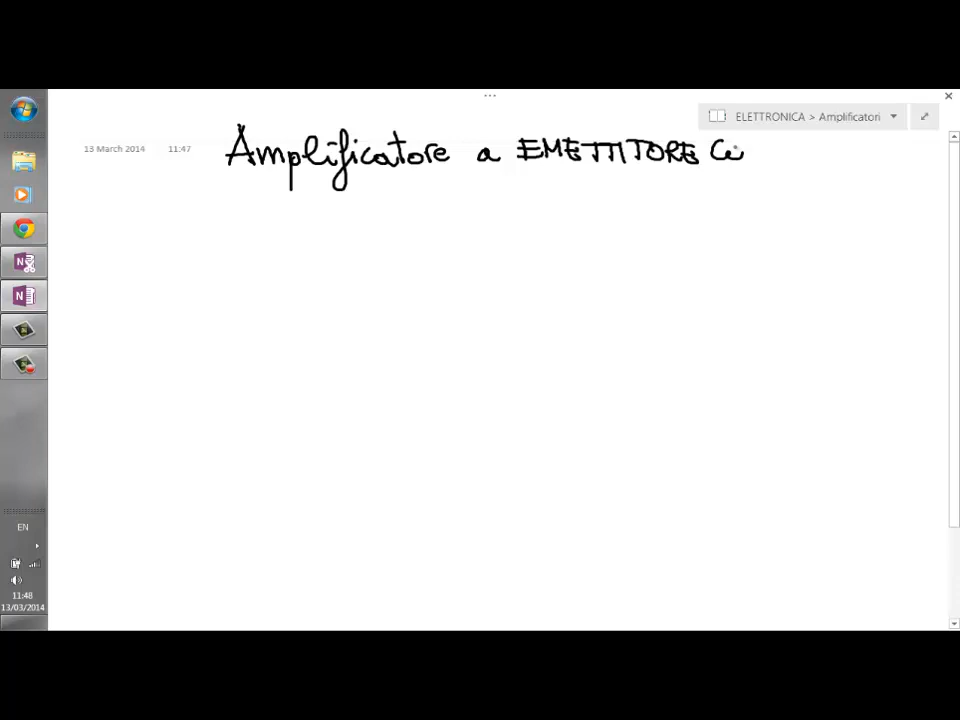 ...
ELETTRONICA > Amplificatori
13 March 2014 11:47
Amplificatore a EMETTITORE
EN
11:48
13/03/2014